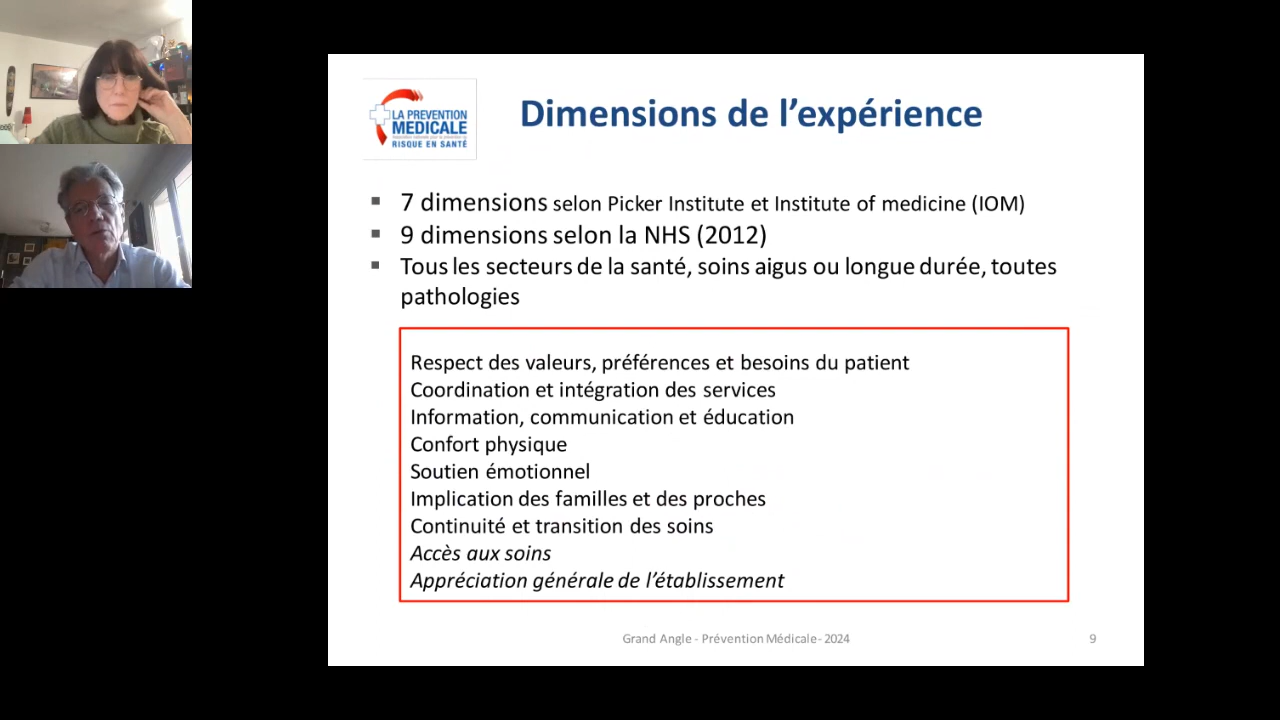 Dimensions de l’expérience
LA PREVENTION
MEDICALE
RISQUE EN SANTÉ
▪ 7 dimensions selon Picker Institute et Institute of medicine (IOM)
▪ 9 dimensions selon la NHS (2012)
▪ Tous les secteurs de la santé, soins aigus ou longue durée, toutes
pathologies
Respect des valeurs, préférences et besoins du patient
Coordination et intégration des services
Information, communication et éducation
Confort physique
Soutien émotionnel
Implication des familles et des proches
Continuité et transition des soins
Accès aux soins
Appréciation générale de l’établissement
Grand Angle - Prévention Médicale- 2024
9